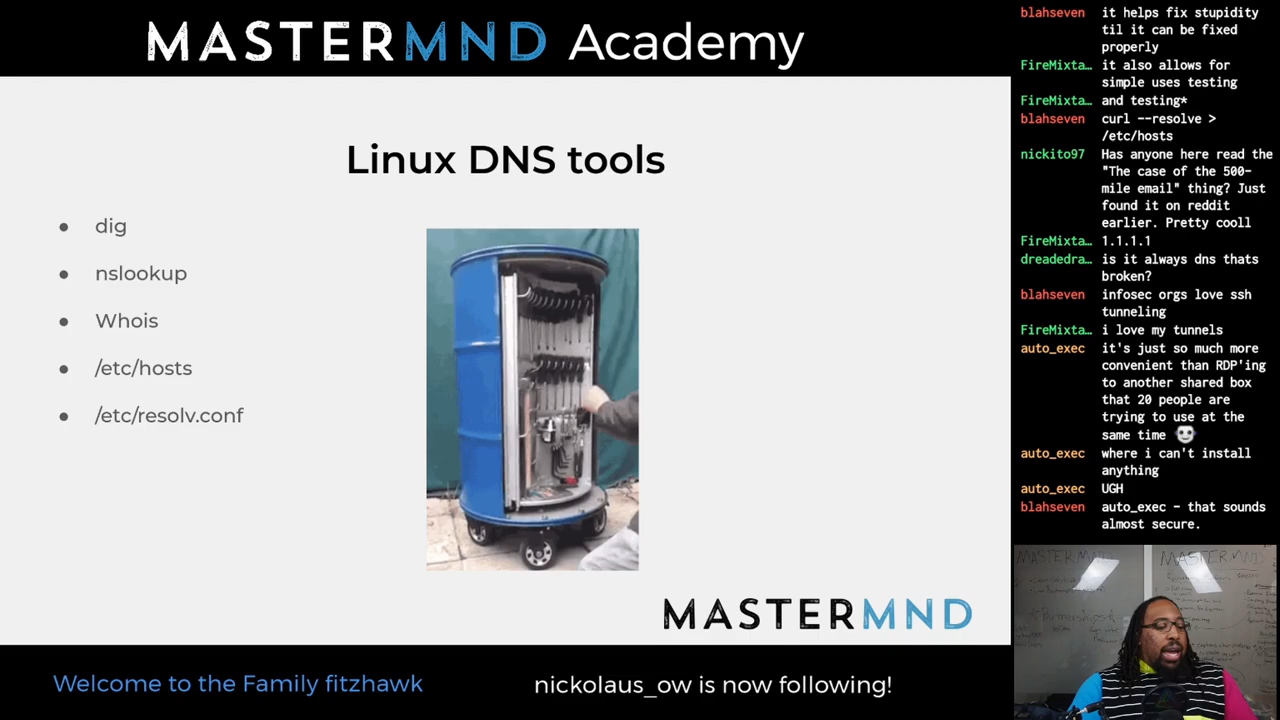 MASTERMND Academy
Linux DNS tools
● dig
● nslookup
● Whois
● /etc/hosts
● /etc/resolv.conf
MASTERMND
Welcome to the Family fitzhawk
nickolaus_ow is now following!
blahseven it helps fix stupidity
til it can be fixed
properly
FireMixta… it also allows for
simple uses testing
FireMixta… and testing*
blahseven curl --resolve >
/etc/hosts
nickito97 Has anyone here read the
"The case of the 500-
mile email" thing? Just
found it on reddit
earlier. Pretty cooll
FireMixta… 1.1.1.1
dreadedra… is it always dns thats
broken?
blahseven infosec orgs love ssh
tunneling
FireMixta… i love my tunnels
auto_exec it's just so much more
convenient than RDP'ing
to another shared box
that 20 people are
trying to use at the
same time
auto_exec where i can't install
anything
auto_exec UGH
blahseven auto_exec - that sounds
almost secure.
MASTERMND
MASTERMND